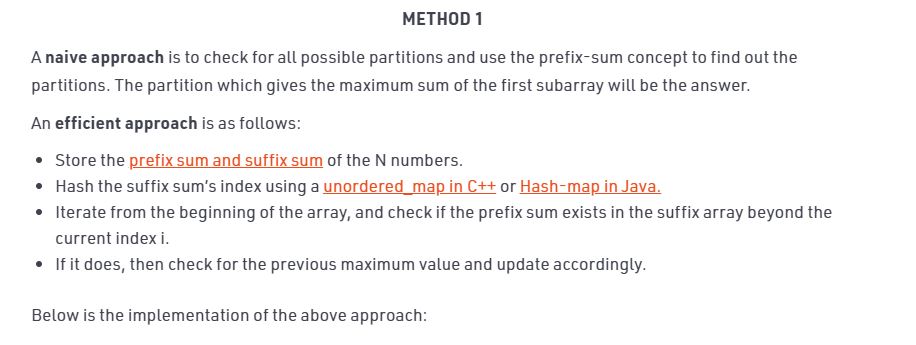 METHOD 1
A naive approach is to check for all possible partitions and use the prefix-sum concept to find out the
partitions. The partition which gives the maximum sum of the first subarray will be the answer.
An efficient approach is as follows:
• Store the prefix sum and suffix sum of the N numbers.
• Hash the suffix sum's index using a unordered_map in C++ or Hash-map in Java.
• Iterate from the beginning of the array, and check if the prefix sum exists in the suffix array beyond the
current index i.
• If it does, then check for the previous maximum value and update accordingly.
Below is the implementation of the above approach: